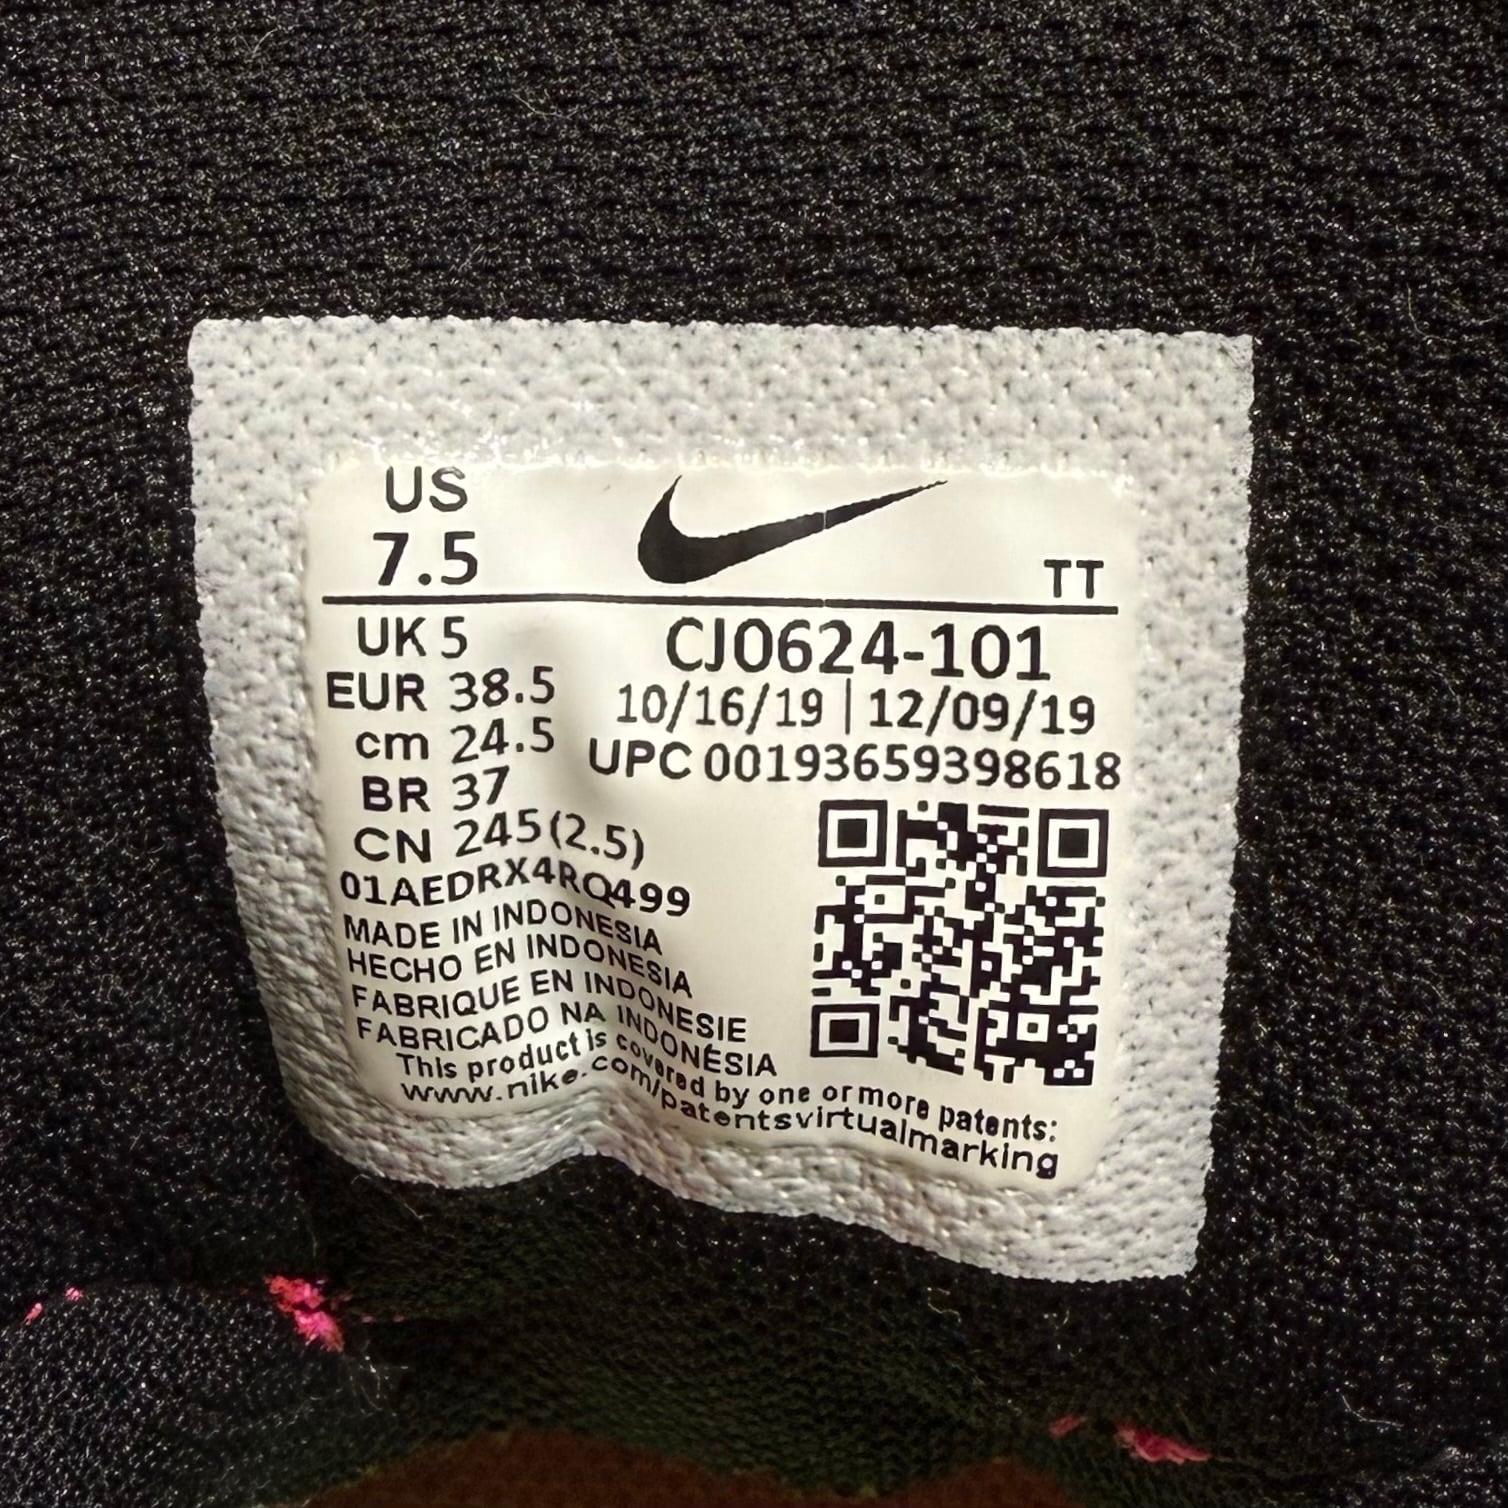 US
7.5
TT
UK 5
EUR 38.5
cm 24.5
BR 37
CN 245(2.5)
CJ0624-101
10/16/19 | 12/09/19
UPC 00193659398618
01AEDRX4RQ499
MADE IN INDONESIA
HECHO EN INDONESIA
FABRIQUE EN INDONESIE
FABRICADO NA INDONÉSIA
This product is covered by one or more patents:
www.nike.com/patentsvirtualmarking